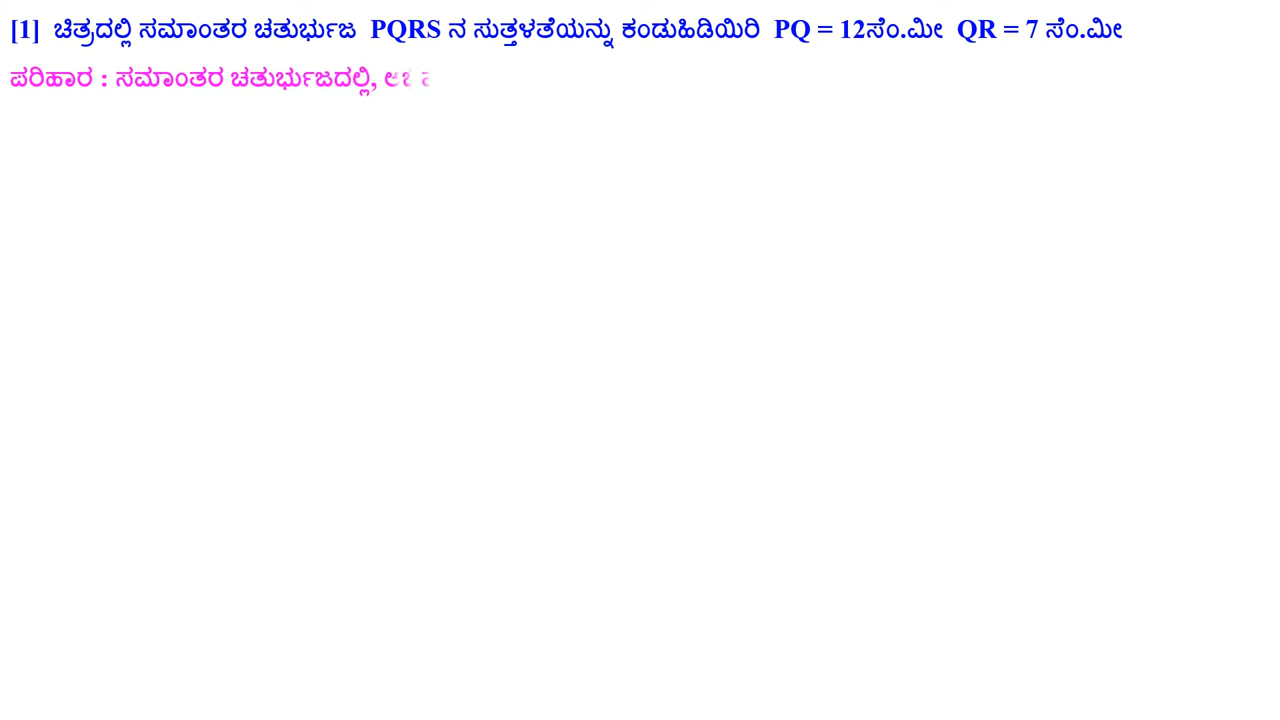 [1] ಚಿತ್ರದಲ್ಲಿ ಸಮಾಂತರ ಚತುರ್ಭುಜ PQRS ನ ಸುತ್ತಳತೆಯನ್ನು ಕಂಡುಹಿಡಿಯಿರಿ PQ = 12ಸೆಂ.ಮೀ QR = 7 ಸೆಂ.ಮೀ
ಪರಿಹಾರ : ಸಮಾಂತರ ಚತುರ್ಭುಜದಲ್ಲಿ,